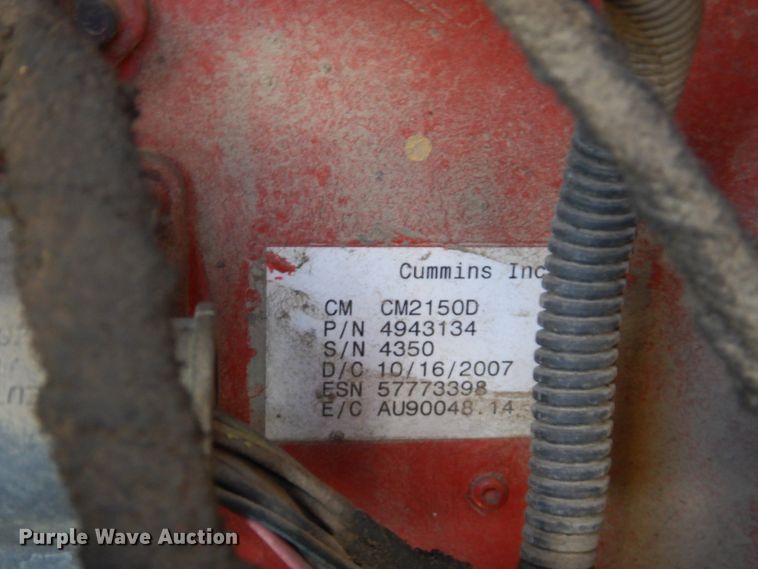 Cummins Inc
CM CM2150D
P/N 4943134
S/N 4350
D/C 10/16/2007
ESN 57773398
E/C AU90048.14
Purple Wave Auction